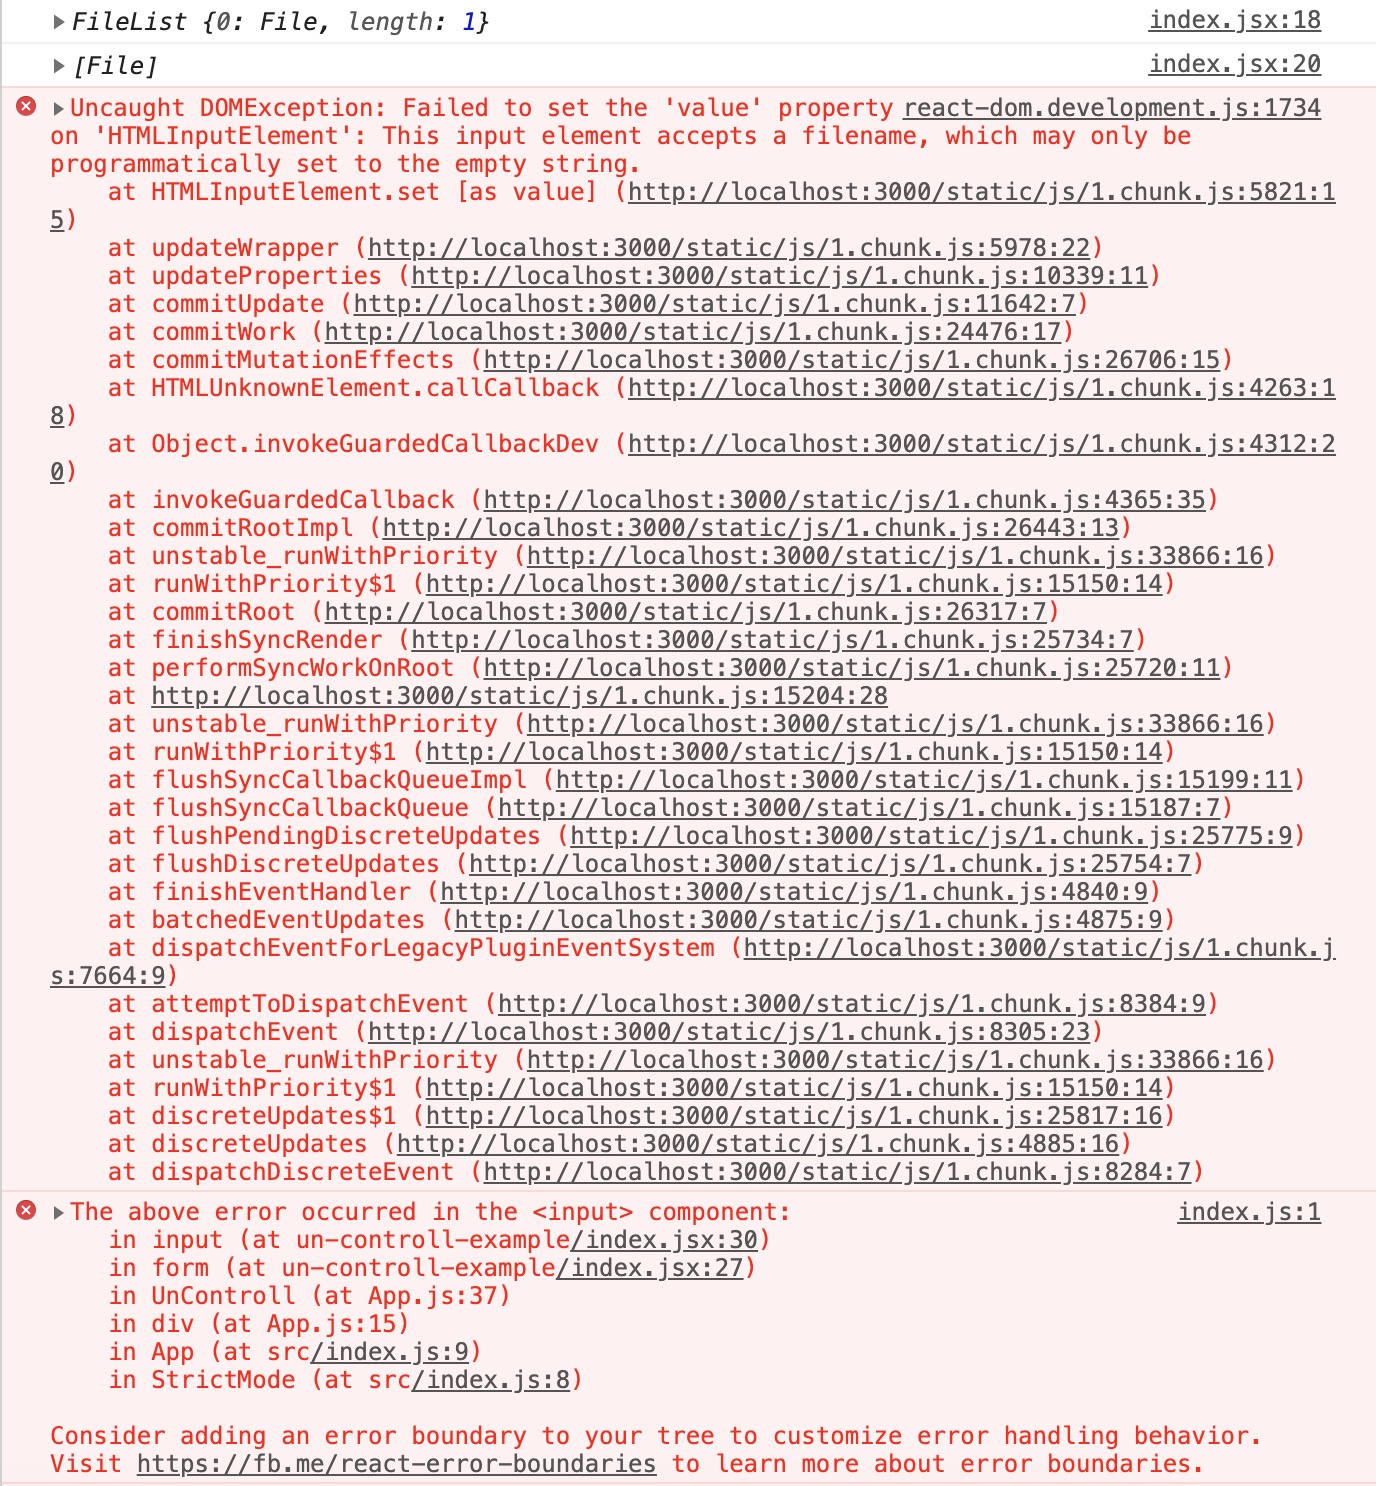 ▶FileList {0: File, length: 1} index.jsx:18
▶[File] index.jsx:20
▶Uncaught DOMException: Failed to set the 'value' property react-dom.development.js:1734
on 'HTMLInputElement': This input element accepts a filename, which may only be
programmatically set to the empty string.
at HTMLInputElement.set [as value] (http://localhost:3000/static/js/1.chunk.js:5821:1
5)
at updateWrapper (http://localhost:3000/static/js/1.chunk.js:5978:22)
at updateProperties (http://localhost:3000/static/js/1.chunk.js:10339:11)
at commitUpdate (http://localhost:3000/static/js/1.chunk.js:11642:7)
at commitWork (http://localhost:3000/static/js/1.chunk.js:24476:17)
at commitMutationEffects (http://localhost:3000/static/js/1.chunk.js:26706:15)
at HTMLUnknownElement.callCallback (http://localhost:3000/static/js/1.chunk.js:4263:1
8)
at Object.invokeGuardedCallbackDev (http://localhost:3000/static/js/1.chunk.js:4312:2
0)
at invokeGuardedCallback (http://localhost:3000/static/js/1.chunk.js:4365:35)
at commitRootImpl (http://localhost:3000/static/js/1.chunk.js:26443:13)
at unstable_runWithPriority (http://localhost:3000/static/js/1.chunk.js:33866:16)
at runWithPriority$1 (http://localhost:3000/static/js/1.chunk.js:15150:14)
at commitRoot (http://localhost:3000/static/js/1.chunk.js:26317:7)
at finishSyncRender (http://localhost:3000/static/js/1.chunk.js:25734:7)
at performSyncWorkOnRoot (http://localhost:3000/static/js/1.chunk.js:25720:11)
at http://localhost:3000/static/js/1.chunk.js:15204:28
at unstable_runWithPriority (http://localhost:3000/static/js/1.chunk.js:33866:16)
at runWithPriority$1 (http://localhost:3000/static/js/1.chunk.js:15150:14)
at flushSyncCallbackQueueImpl (http://localhost:3000/static/js/1.chunk.js:15199:11)
at flushSyncCallbackQueue (http://localhost:3000/static/js/1.chunk.js:15187:7)
at flushPendingDiscreteUpdates (http://localhost:3000/static/js/1.chunk.js:25775:9)
at flushDiscreteUpdates (http://localhost:3000/static/js/1.chunk.js:25754:7)
at finishEventHandler (http://localhost:3000/static/js/1.chunk.js:4840:9)
at batchedEventUpdates (http://localhost:3000/static/js/1.chunk.js:4875:9)
at dispatchEventForLegacyPluginEventSystem (http://localhost:3000/static/js/1.chunk.j
s:7664:9)
at attemptToDispatchEvent (http://localhost:3000/static/js/1.chunk.js:8384:9)
at dispatchEvent (http://localhost:3000/static/js/1.chunk.js:8305:23)
at unstable_runWithPriority (http://localhost:3000/static/js/1.chunk.js:33866:16)
at runWithPriority$1 (http://localhost:3000/static/js/1.chunk.js:15150:14)
at discreteUpdates$1 (http://localhost:3000/static/js/1.chunk.js:25817:16)
at discreteUpdates (http://localhost:3000/static/js/1.chunk.js:4885:16)
at dispatchDiscreteEvent (http://localhost:3000/static/js/1.chunk.js:8284:7)
▶The above error occurred in the <input> component: index.js:1
in input (at un-controll-example/index.jsx:30)
in form (at un-controll-example/index.jsx:27)
in UnControll (at App.js:37)
in div (at App.js:15)
in App (at src/index.js:9)
in StrictMode (at src/index.js:8)
Consider adding an error boundary to your tree to customize error handling behavior.
Visit https://fb.me/react-error-boundaries to learn more about error boundaries.